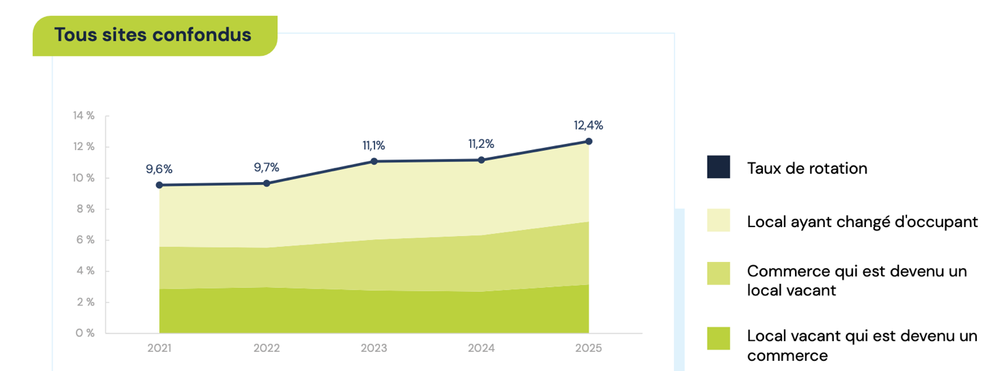 Tous sites confondus
14 %
12 %
10 %
8 %
6 %
4 %
2 %
0 %
9,6%
9,7%
11,1%
11,2%
12,4%
2021
2022
2023
2024
2025
Taux de rotation
Local ayant changé d'occupant
Commerce qui est devenu un
local vacant
Local vacant qui est devenu un
commerce